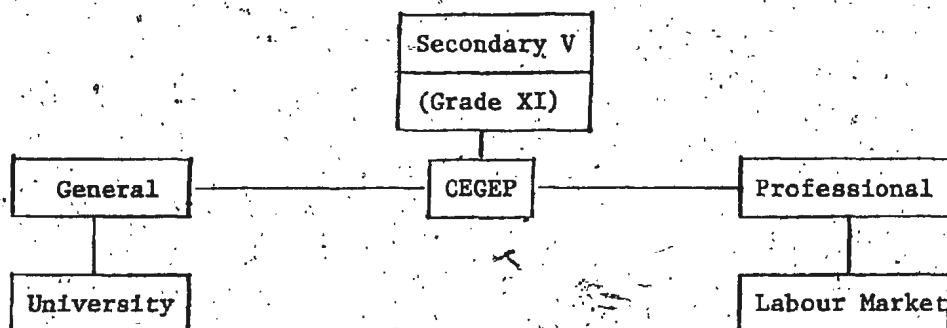 Secondary V
(Grade XI)
General
CEGEP
Professional
University
Labour Market